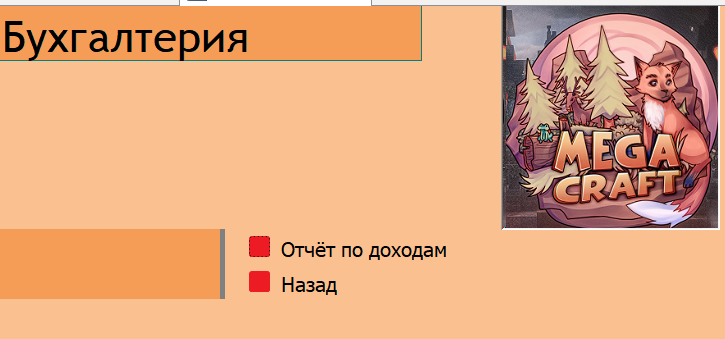 Бухгалтерия
MEGA
CRAFT
Отчёт по доходам
Назад